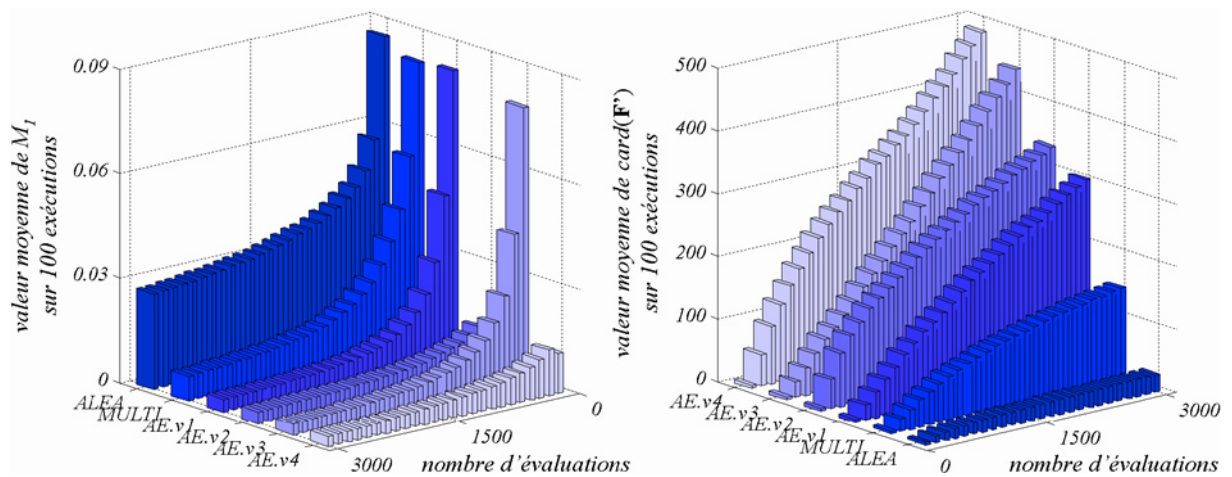 valeur moyenne de M1
sur 100 exécutions
0.09
0.06
0.03
0
ALEA
MULTI
AE.v1
AE.v2
AE.v3
AE.v4
3000
1500
0
nombre d'évaluations
valeur moyenne de card(F')
sur 100 exécutions
500
400
300
200
100
0
AE.v4
AE.v3
AE.v2
AE.v1
MULTI
ALEA
0
1500
3000
nombre d'évaluations